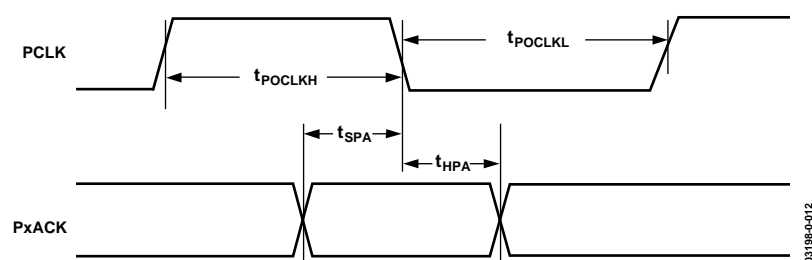 PCLK
tPOCLKH
tPOCLKL
tSPA
tHPA
PxACK
03198-0-012